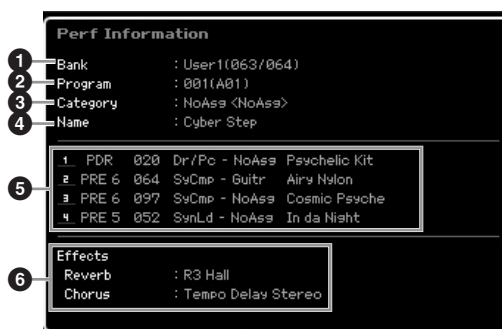 Perf Information
1 Bank : User1(063/064)
2 Program : 001(A01)
3 Category : NoAsg <NoAsg>
4 Name : Cyber Step
5
1 PDR 020 Dr/Pc - NoAsg Psychelic Kit
2 PRE 6 064 SyCmp - Guitr Airy Nylon
3 PRE 6 097 SyCmp - NoAsg Cosmic Psyche
4 PRE 5 052 SynLd - NoAsg In da Night
6
Effects
Reverb : R3 Hall
Chorus : Tempo Delay Stereo